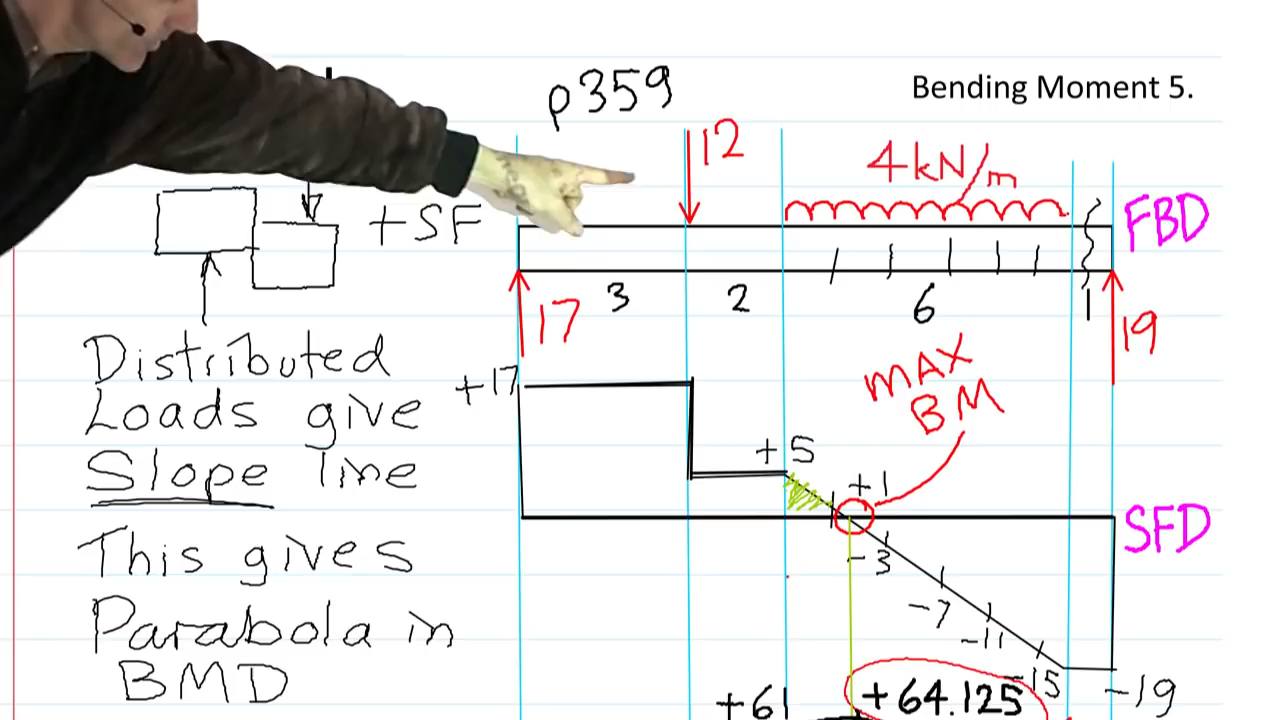 Bending Moment 5.
p359
12
4kN/m
+SF
FBD
3
2
6
1
17
19
Distributed
Loads give
Slope line
This gives
Parabola in
BMD
MAX
BM
+17
+5
+1
SFD
-3
-7
-11
-15
-19
+61
+64.125